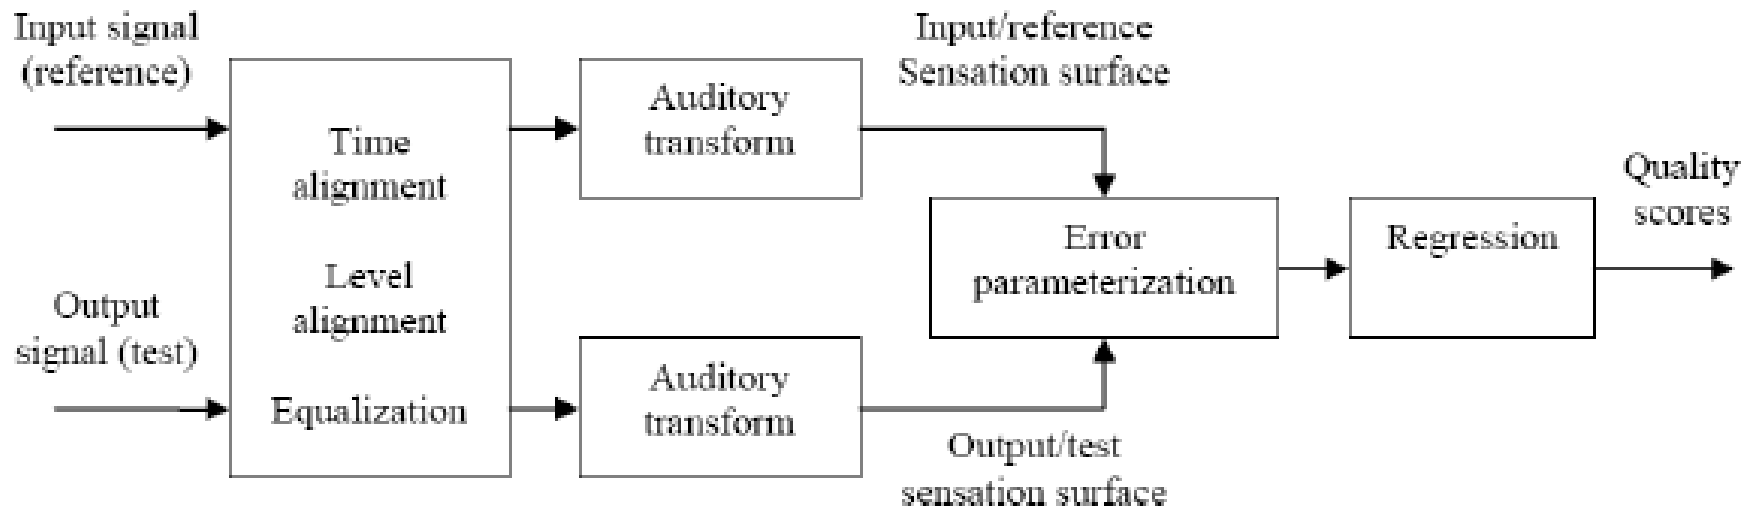 Input signal
(reference)
Output
signal (test)
Time
alignment
Level
alignment
Equalization
Auditory
transform
Auditory
transform
Input/reference
Sensation surface
Output/test
sensation surface
Error
parameterization
Regression
Quality
scores